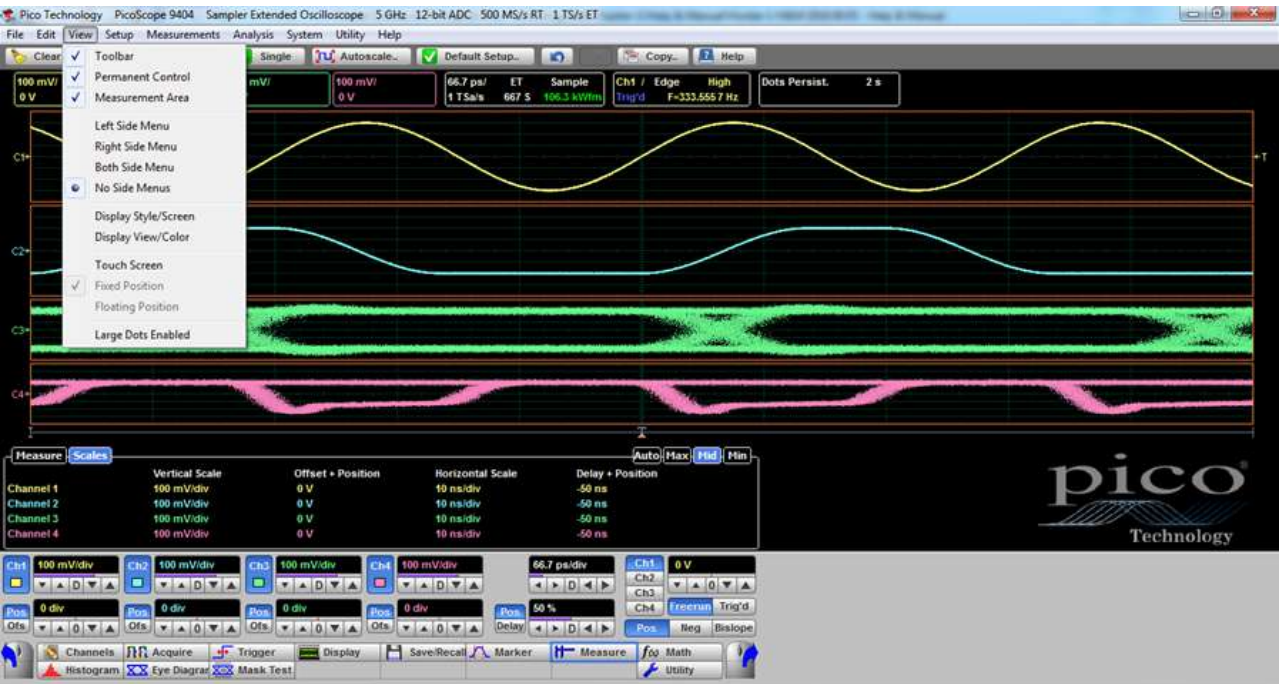 Pico Technology PicoScope 9404 Sampler Extended Oscilloscope 5 GHz 12-bit ADC 500 MS/s RT 1 TS/s ET
File Edit View Setup Measurements Analysis System Utility Help
Clear Single Autoscale.. Default Setup.. Copy.. Help
100 mV/ mV/ 100 mV/ 66.7 ps/ ET Sample Ch1 / Edge High Dots Persist. 2 s
0 V 0 V 1 TSa/s 667 S 106.3 kWfm Trig'd F=333.555 7 Hz
Toolbar
Permanent Control
Measurement Area
Left Side Menu
Right Side Menu
Both Side Menu
No Side Menus
Display Style/Screen
Display View/Color
Touch Screen
Fixed Position
Floating Position
Large Dots Enabled
C1
T
C2
C3
C4
T
Measure Scales Auto Max Mid Min
Vertical Scale Offset + Position Horizontal Scale Delay + Position
Channel 1 100 mV/div 0 V 10 ns/div -50 ns
Channel 2 100 mV/div 0 V 10 ns/div -50 ns
Channel 3 100 mV/div 0 V 10 ns/div -50 ns
Channel 4 100 mV/div 0 V 10 ns/div -50 ns
pico
Technology
Ch1 100 mV/div Ch2 100 mV/div Ch3 100 mV/div Ch4 100 mV/div 66.7 ps/div Ch1 0 V
D D D D D Ch2 0
Ch3
Pos 0 div Pos 0 div Pos 0 div Pos 0 div Pos 50 % Ch4 Freerun Trig'd
Ofs 0 Ofs 0 Ofs 0 Ofs 0 Delay D Pos Neg Bislope
Channels Acquire Trigger Display Save/Recall Marker Measure f(x) Math
Histogram Eye Diagram Mask Test Utility